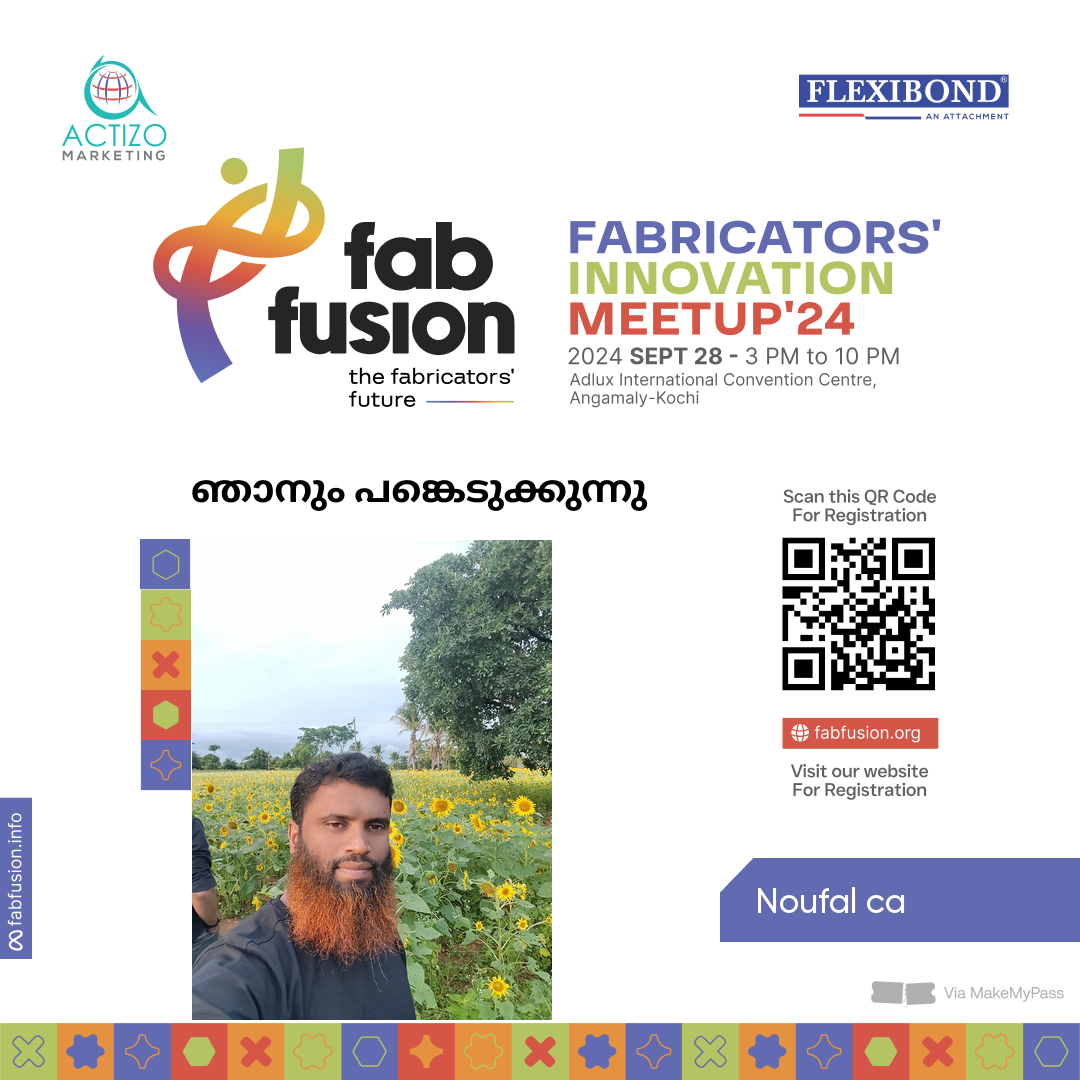 ACTIZO
MARKETING
FLEXIBOND®
AN ATTACHMENT
fab
fusion
the fabricators'
future
FABRICATORS'
INNOVATION
MEETUP'24
2024 SEPT 28 - 3 PM to 10 PM
Adlux International Convention Centre,
Angamaly-Kochi
ഞാനും പങ്കെടുക്കുന്നു
Scan this QR Code
For Registration
fabfusion.org
Visit our website
For Registration
fabfusion.info
Noufal ca
Via MakeMyPass